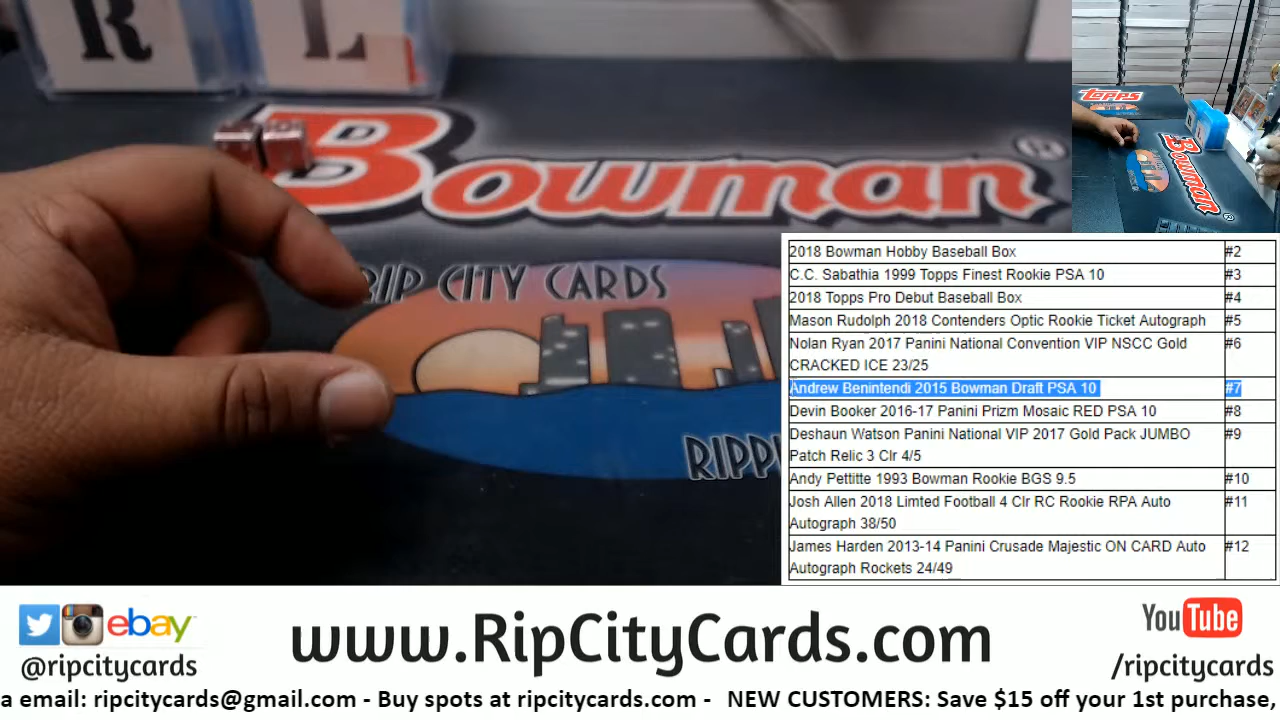 R L
Bowman®
RIP CITY CARDS
RIPPI
topps
Bowman
2018 Bowman Hobby Baseball Box #2
C.C. Sabathia 1999 Topps Finest Rookie PSA 10 #3
2018 Topps Pro Debut Baseball Box #4
Mason Rudolph 2018 Contenders Optic Rookie Ticket Autograph #5
Nolan Ryan 2017 Panini National Convention VIP NSCC Gold #6
CRACKED ICE 23/25
Andrew Benintendi 2015 Bowman Draft PSA 10 #7
Devin Booker 2016-17 Panini Prizm Mosaic RED PSA 10 #8
Deshaun Watson Panini National VIP 2017 Gold Pack JUMBO #9
Patch Relic 3 Clr 4/5
Andy Pettitte 1993 Bowman Rookie BGS 9.5 #10
Josh Allen 2018 Limted Football 4 Clr RC Rookie RPA Auto #11
Autograph 38/50
James Harden 2013-14 Panini Crusade Majestic ON CARD Auto #12
Autograph Rockets 24/49
ebay
@ripcitycards
www.RipCityCards.com
YouTube
/ripcitycards
a email: ripcitycards@gmail.com - Buy spots at ripcitycards.com - NEW CUSTOMERS: Save $15 off your 1st purchase,